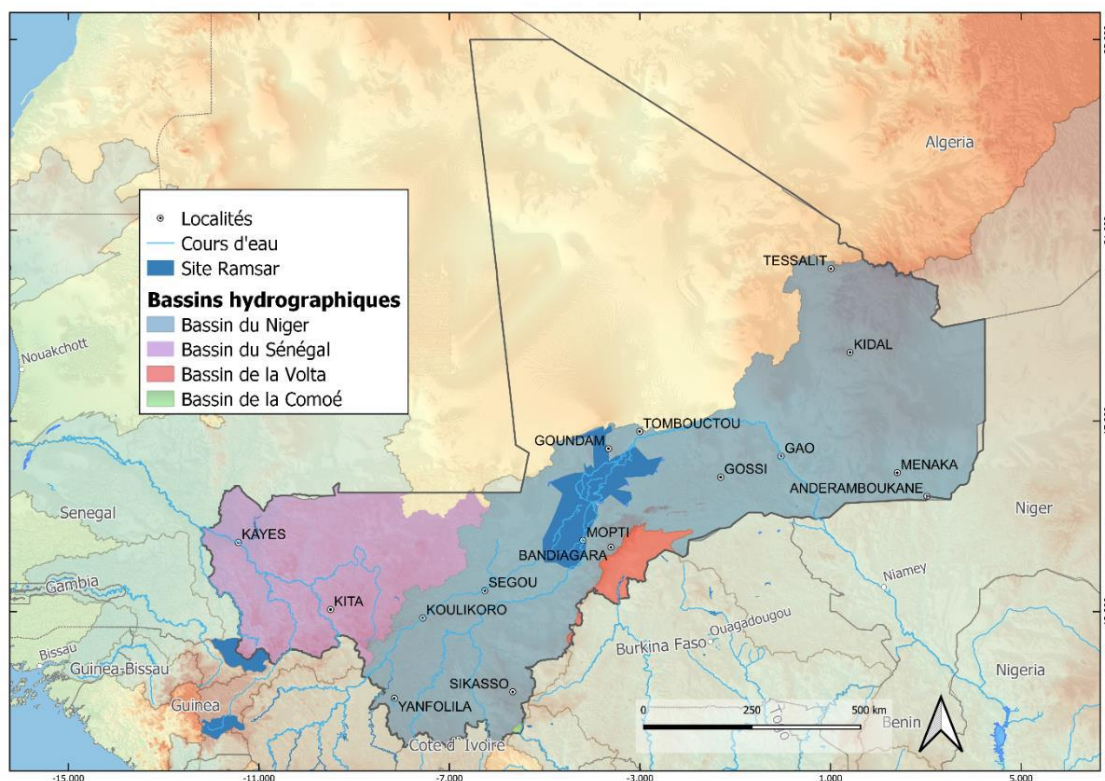 Algeria
Localités
Cours d'eau
Site Ramsar
Bassins hydrographiques
Bassin du Niger
Bassin du Sénégal
Bassin de la Volta
Bassin de la Comoé
Nouakchott
TESSALIT
KIDAL
TOMBOUCTOU
GOUNDAM
GAO
GOSSI
MENAKA
ANDERAMBOUKANE
Senegal
Niger
KAYES
MOPTI
BANDIAGARA
SEGOU
Niamey
Gambia
KITA
KOULIKORO
Ouagadougou
Bissau
Guinea-Bissau
Burkina Faso
Nigeria
Guinea
SIKASSO
YANFOLILA
0 250 500 km
Togo
Benin
Cote d' Ivoire
-15.000 -11.000 -7.000 -3.000 1.000 5.000